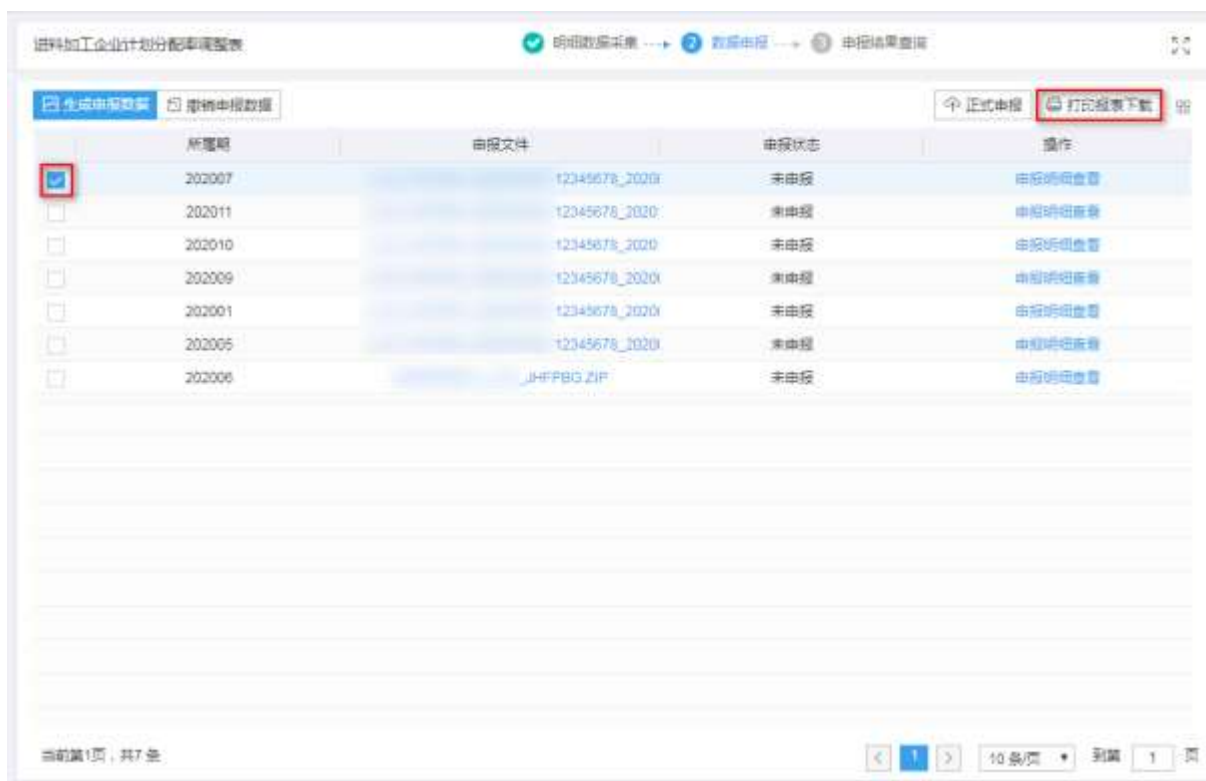 进料加工企业计划分配率调整表 明细数据采集 2 数据申报 3 申报结果查询
生成申报数据 撤销申报数据 正式申报 打印报表下载
所属期 申报文件 申报状态 操作
202007 12345678_2020 未申报 申报明细查看
202011 12345678_2020 未申报 申报明细查看
202010 12345678_2020 未申报 申报明细查看
202009 12345678_2020 未申报 申报明细查看
202001 12345678_2020 未申报 申报明细查看
202005 12345678_2020 未申报 申报明细查看
202006 _JHFPBG.ZIP 未申报 申报明细查看
当前第1页，共7条 < 1 > 10 条/页 到第 1 页